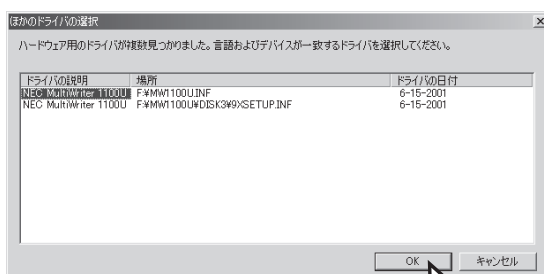 ほかのドライバの選択
ハードウェア用のドライバが複数見つかりました。言語およびデバイスが一致するドライバを選択してください。
ドライバの説明 場所 ドライバの日付
NEC MultiWriter 1100U F:¥MW1100U.INF 6-15-2001
NEC MultiWriter 1100U F:¥MW1100U¥DISK3¥9XSETUP.INF 6-15-2001
OK キャンセル